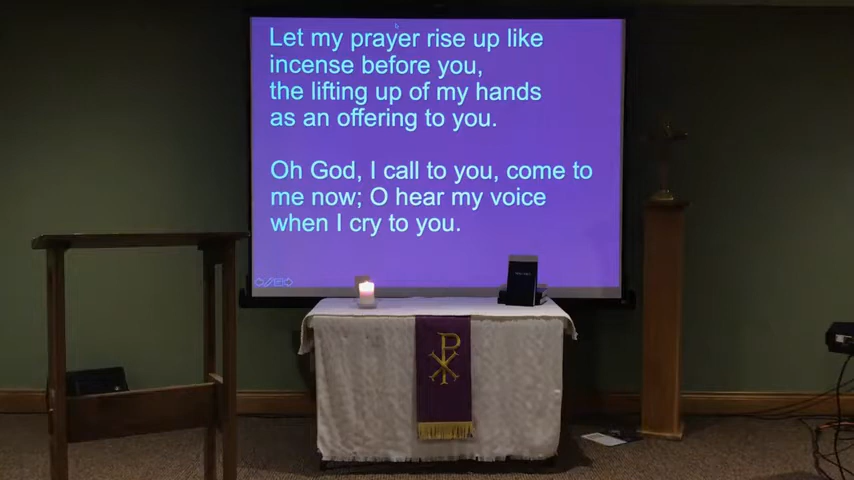 Let my prayer rise up like
incense before you,
the lifting up of my hands
as an offering to you.
Oh God, I call to you, come to
me now; O hear my voice
when I cry to you.